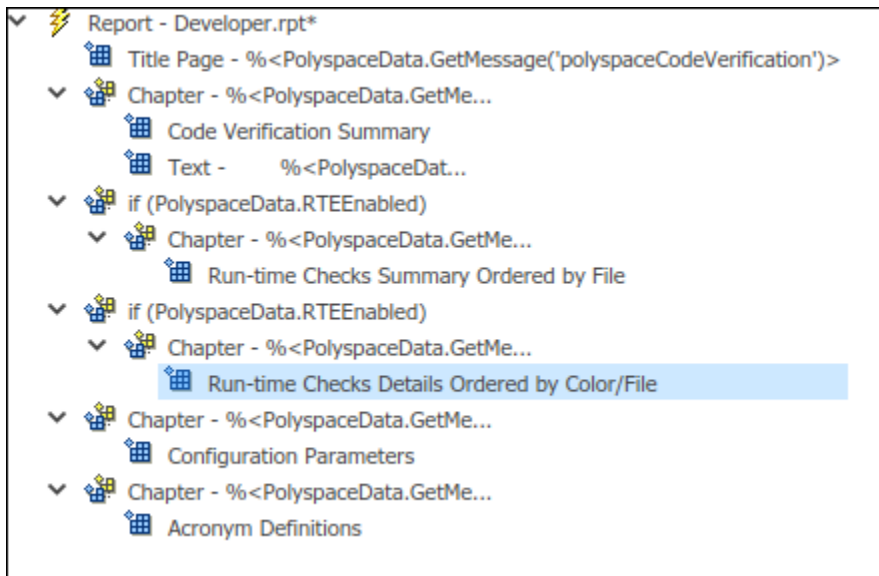 Report - Developer.rpt*
Title Page - %<PolyspaceData.GetMessage('polyspaceCodeVerification')>
Chapter - %<PolyspaceData.GetMe...
Code Verification Summary
Text - %<PolyspaceDat...
if (PolyspaceData.RTEEnabled)
Chapter - %<PolyspaceData.GetMe...
Run-time Checks Summary Ordered by File
if (PolyspaceData.RTEEnabled)
Chapter - %<PolyspaceData.GetMe...
Run-time Checks Details Ordered by Color/File
Chapter - %<PolyspaceData.GetMe...
Configuration Parameters
Chapter - %<PolyspaceData.GetMe...
Acronym Definitions